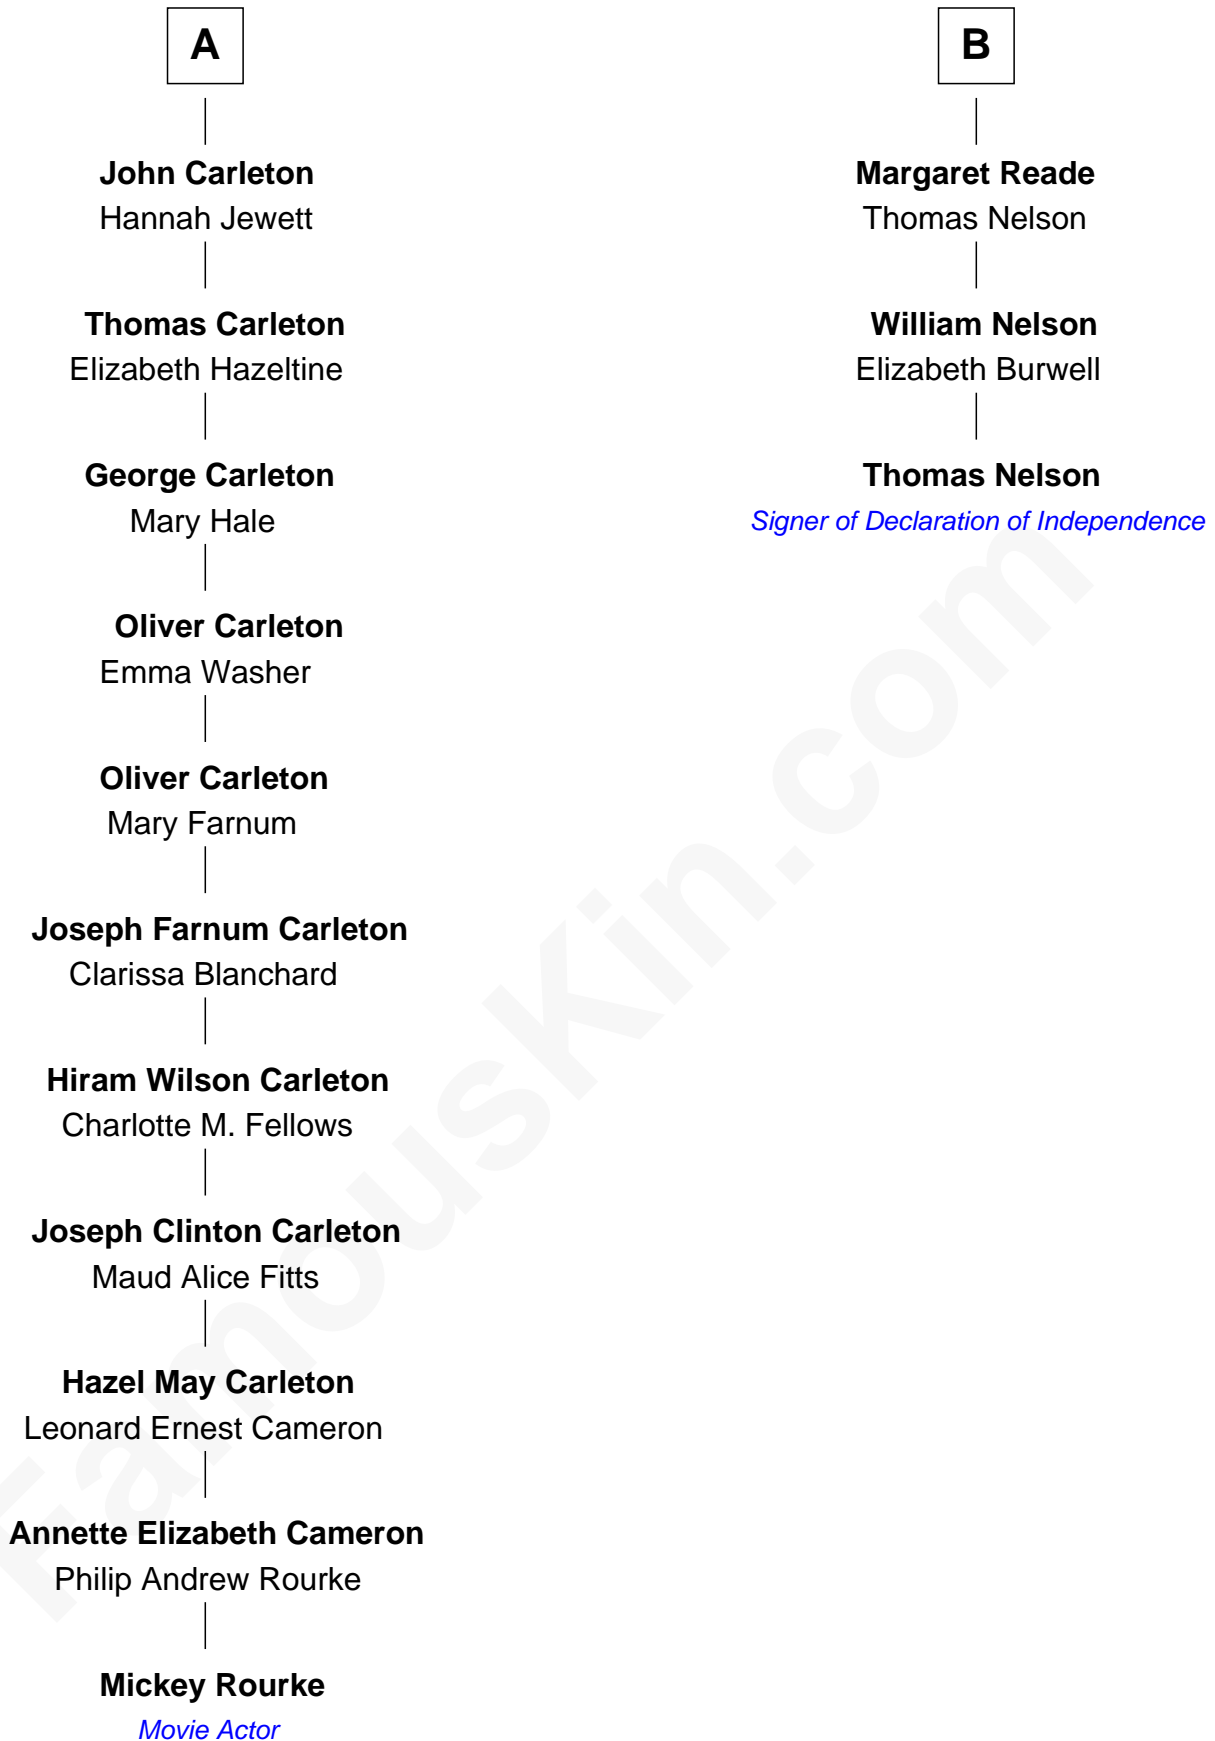 A
John Carleton
Hannah Jewett
Thomas Carleton
Elizabeth Hazeltine
George Carleton
Mary Hale
Oliver Carleton
Emma Washer
Oliver Carleton
Mary Farnum
Joseph Farnum Carleton
Clarissa Blanchard
Hiram Wilson Carleton
Charlotte M. Fellows
Joseph Clinton Carleton
Maud Alice Fitts
Hazel May Carleton
Leonard Ernest Cameron
Annette Elizabeth Cameron
Philip Andrew Rourke
Mickey Rourke
Movie Actor
B
Margaret Reade
Thomas Nelson
William Nelson
Elizabeth Burwell
Thomas Nelson
Signer of Declaration of Independence
FamousKin.com